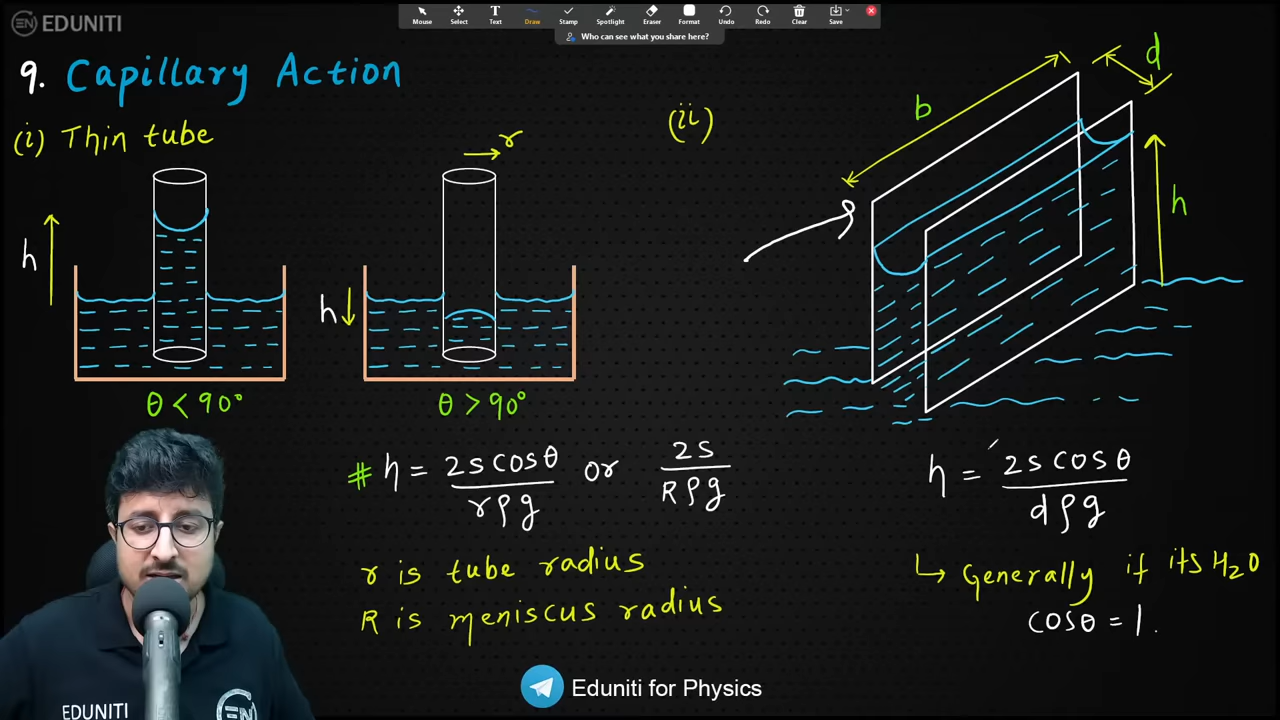 EDUNITI
Mouse Select Text Draw Stamp Spotlight Eraser Format Undo Redo Clear Save
Who can see what you share here?
9. Capillary Action
(i) Thin tube
(ii)
r
b
d
h
h
h
θ < 90°
θ > 90°
# h = 2s cosθ / rρg or 2s / Rρg
h = 2s cosθ / dρg
r is tube radius
R is meniscus radius
↳ Generally if its H2O
cosθ = 1.
EDUNITI
EN
Eduniti for Physics